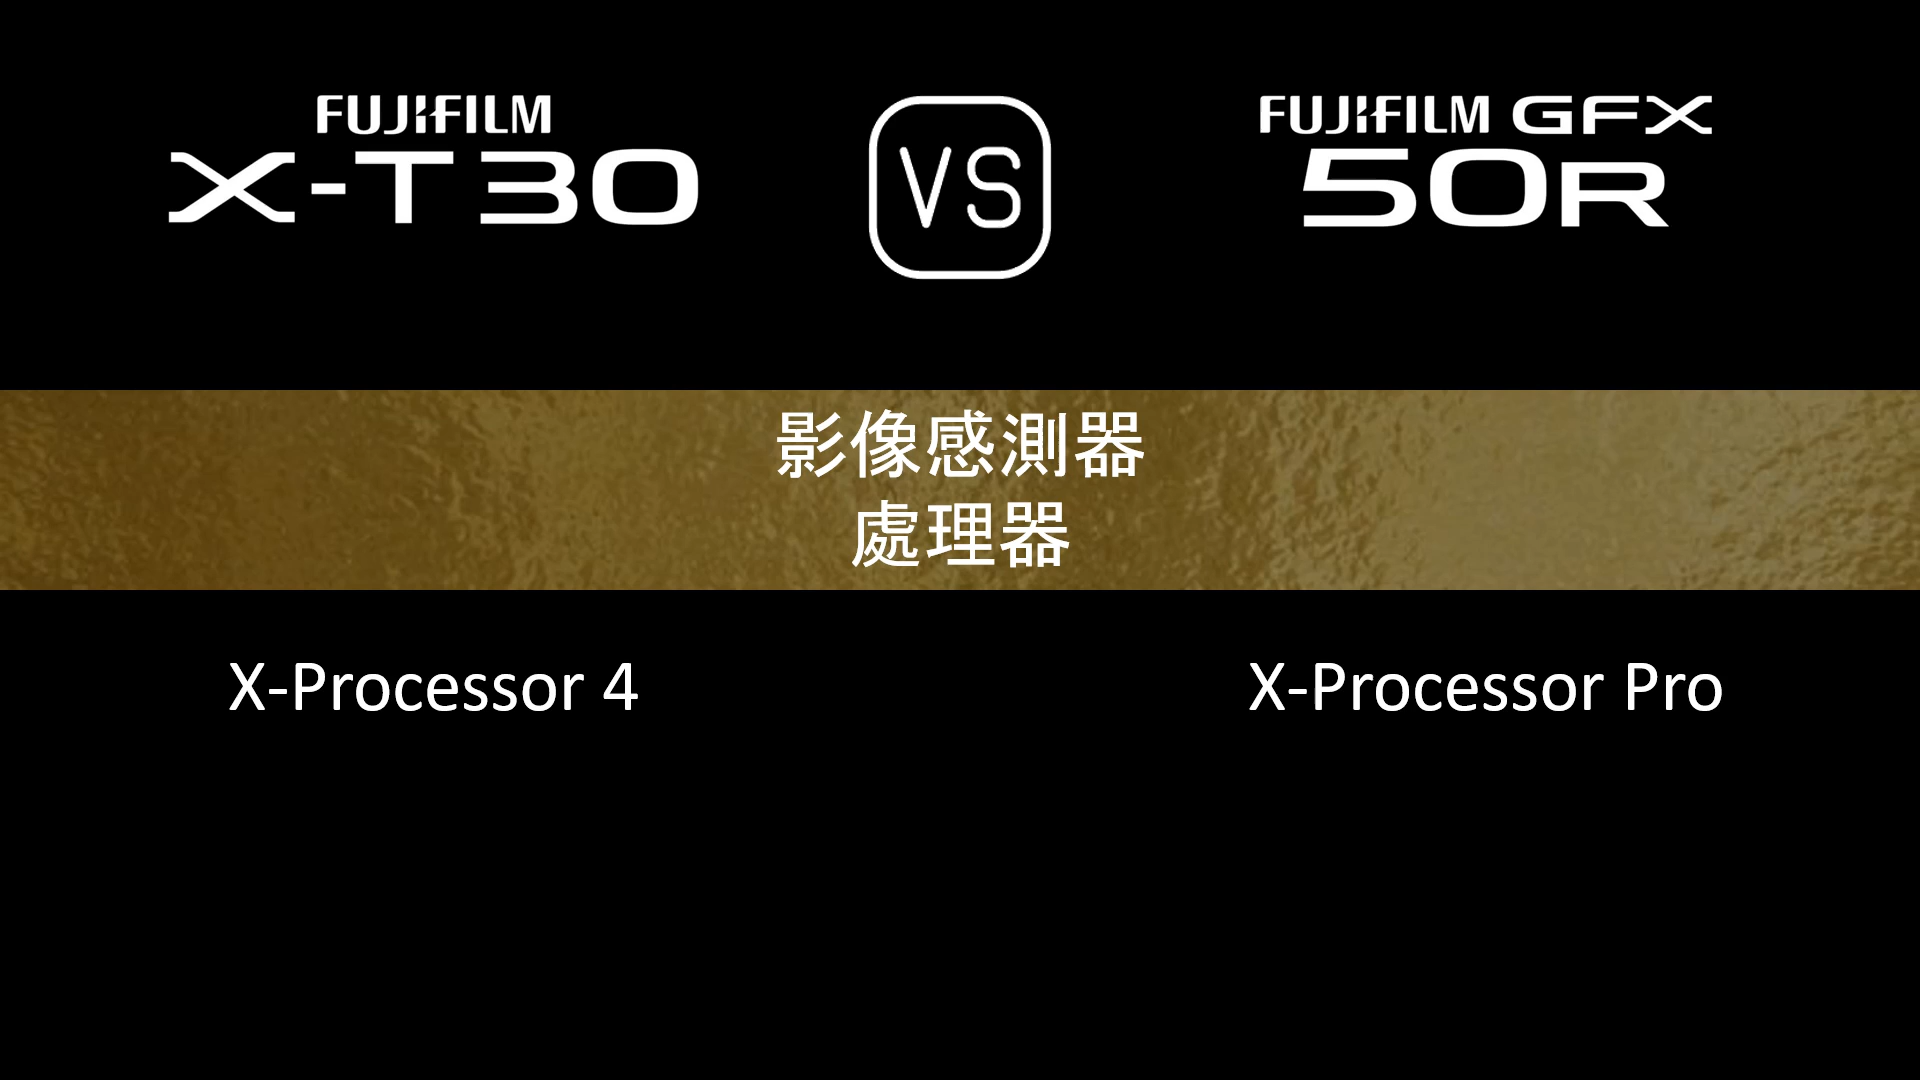 FUJIFILM
X-T30
VS
FUJIFILM GFX
50R
影像感測器
處理器
X-Processor 4
X-Processor Pro